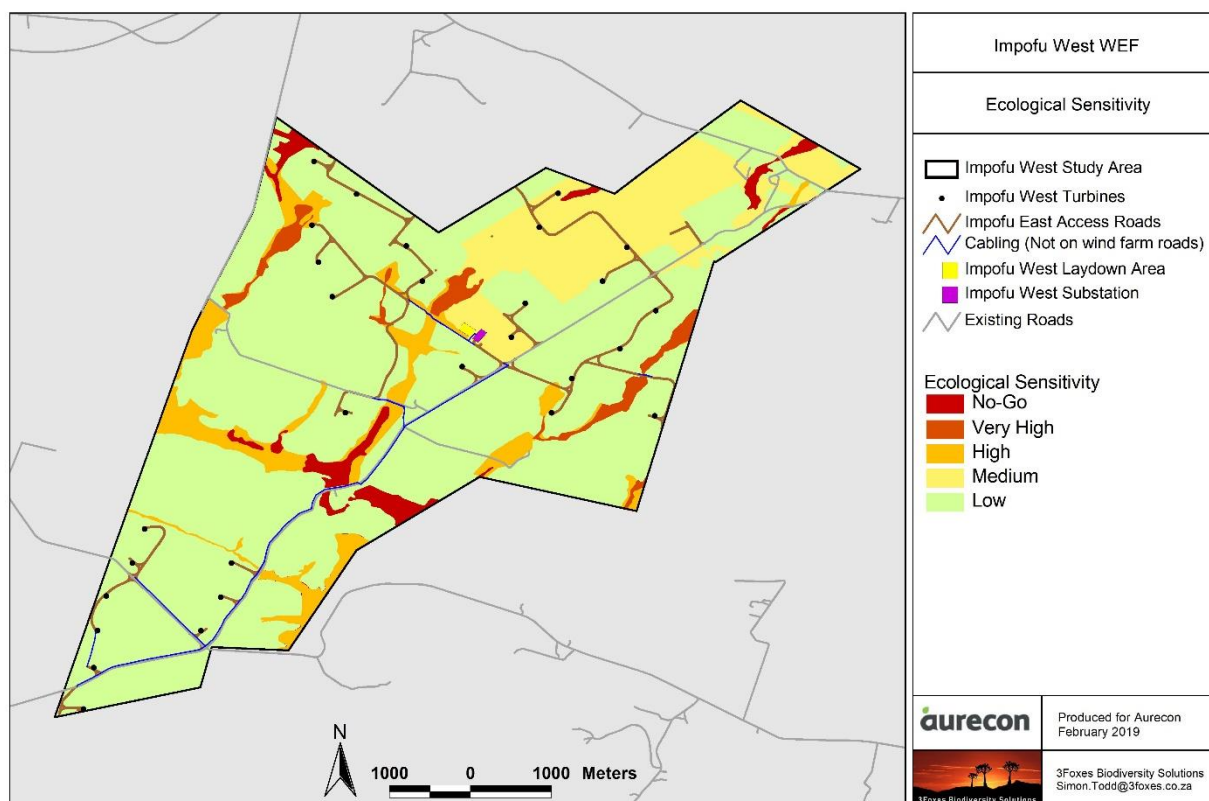 Impofu West WEF
Ecological Sensitivity
Impofu West Study Area
Impofu West Turbines
Impofu East Access Roads
Cabling (Not on wind farm roads)
Impofu West Laydown Area
Impofu West Substation
Existing Roads
Ecological Sensitivity
No-Go
Very High
High
Medium
Low
N
1000 0 1000 Meters
aurecon
Produced for Aurecon
February 2019
3Foxes Biodiversity Solutions
3Foxes Biodiversity Solutions
Simon.Todd@3foxes.co.za